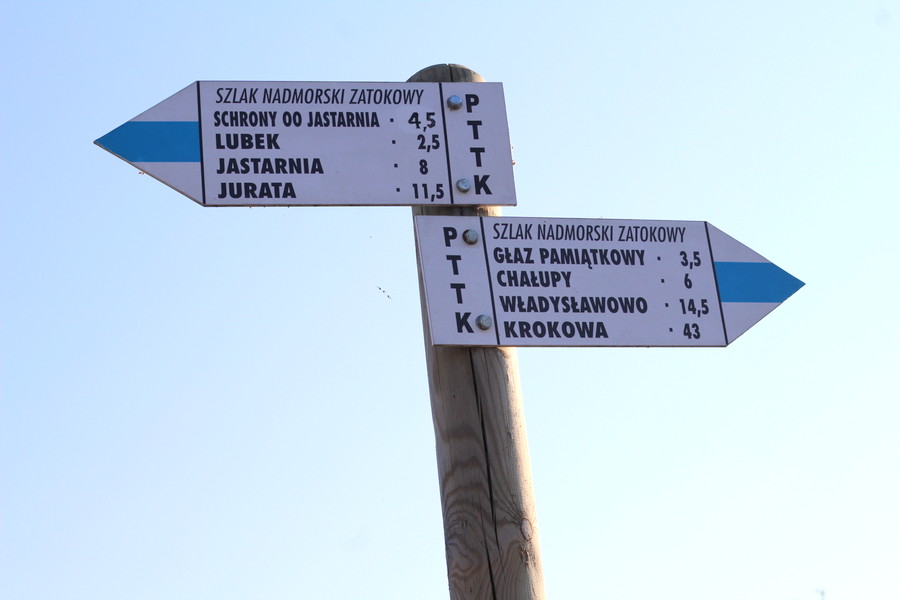 SZLAK NADMORSKI ZATOKOWY
SCHRONY OO JASTARNIA · 4,5
LUBEK · 2,5
JASTARNIA · 8
JURATA · 11,5
PTTK
PTTK
SZLAK NADMORSKI ZATOKOWY
GŁAZ PAMIĄTKOWY · 3,5
CHAŁUPY · 6
WŁADYSŁAWOWO · 14,5
KROKOWA · 43